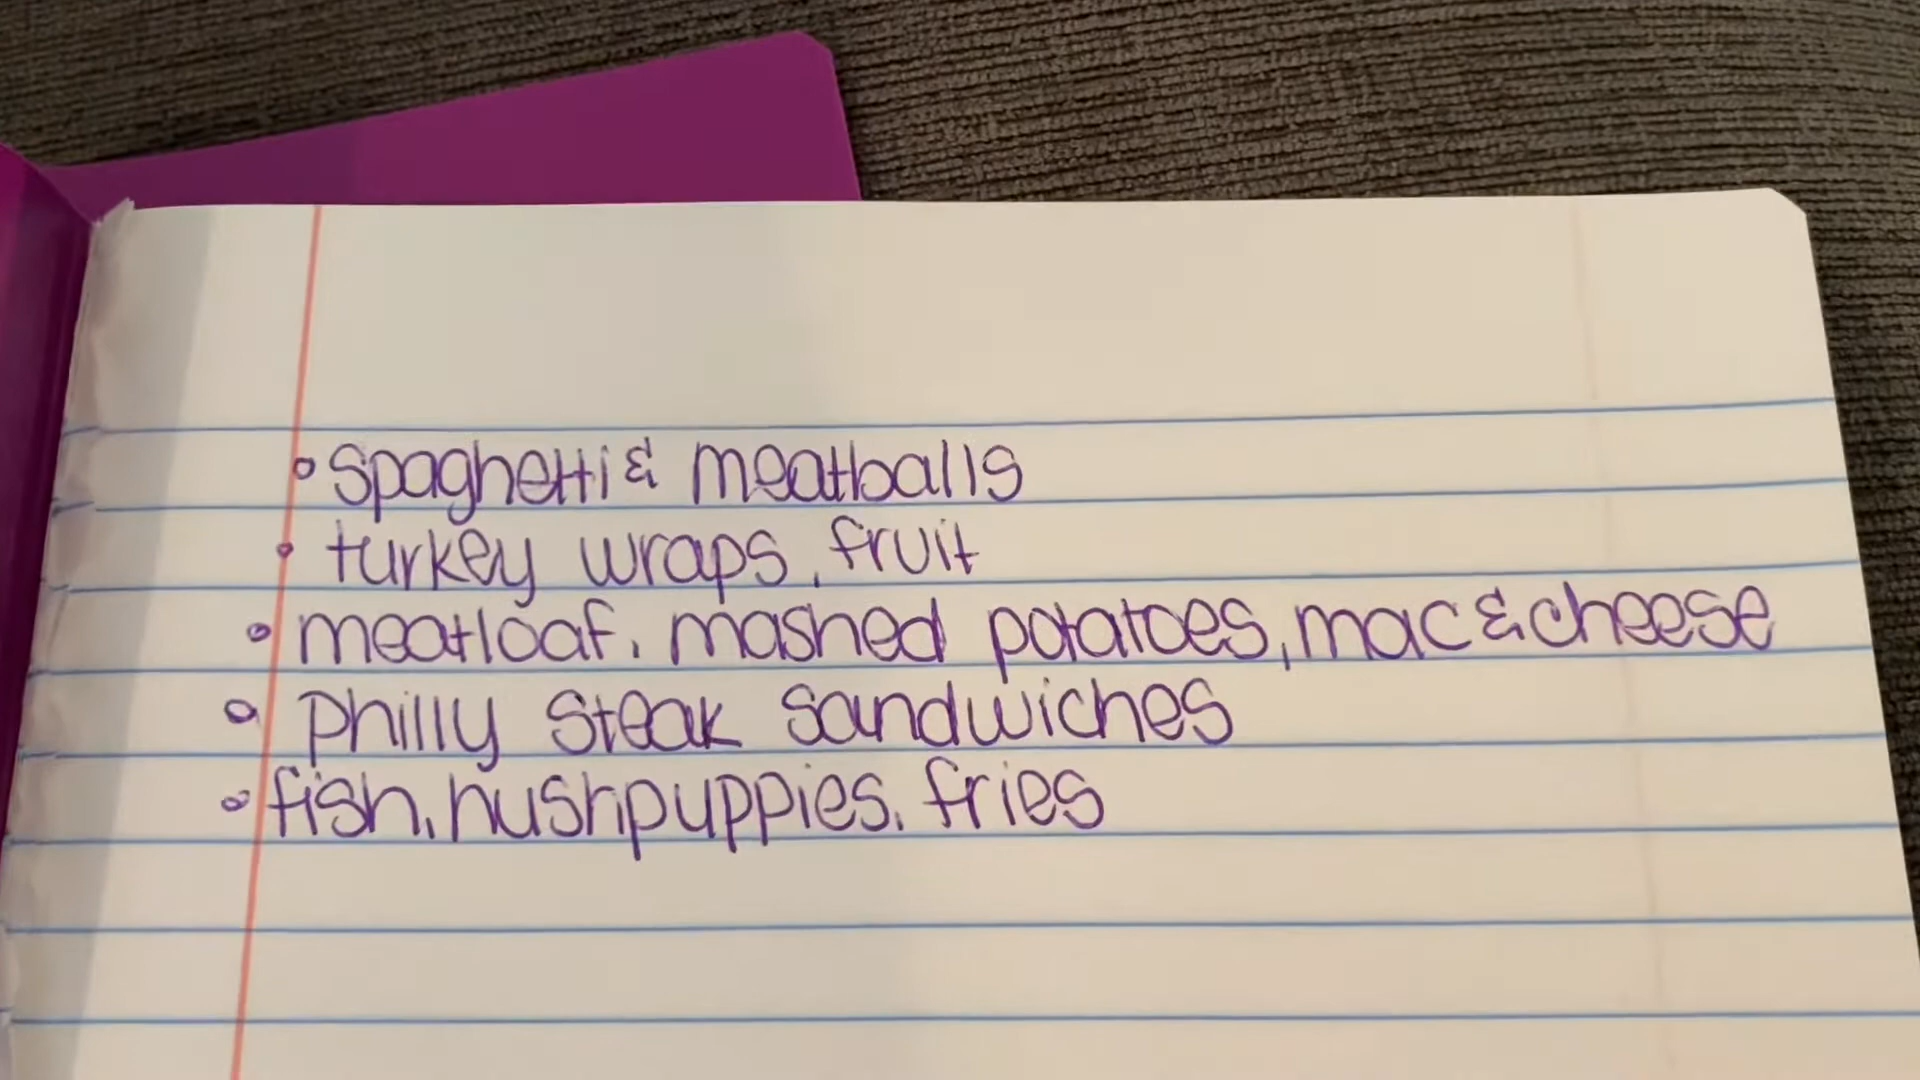 • Spaghetti & meatballs
• turkey wraps, fruit
• meatloaf, mashed potatoes, mac & cheese
• Philly Steak Sandwiches
• fish, hushpuppies, fries